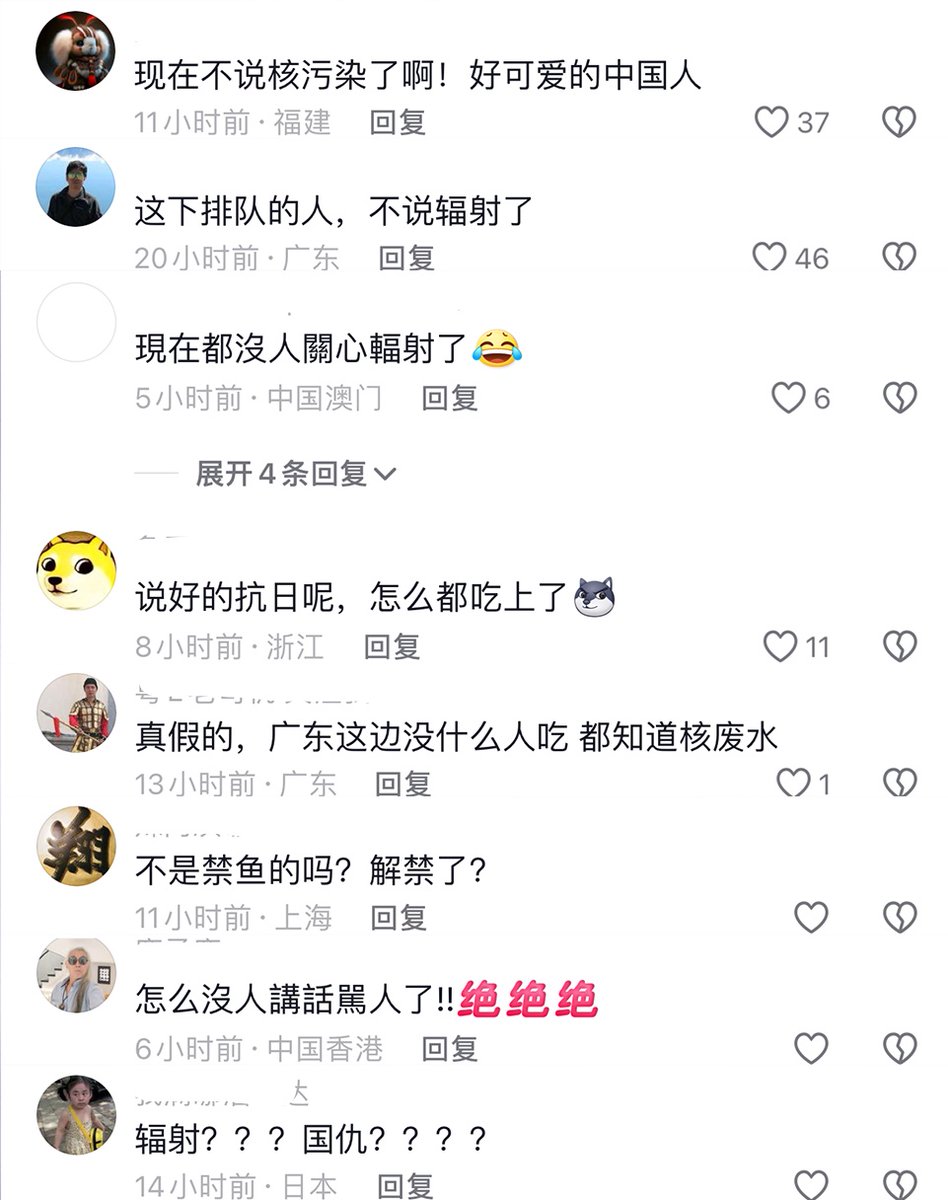 现在不说核污染了啊！好可爱的中国人
11小时前·福建 回复 37
这下排队的人，不说辐射了
20小时前·广东 回复 46
現在都沒人關心輻射了
5小时前·中国澳门 回复 6
展开4条回复
说好的抗日呢，怎么都吃上了
8小时前·浙江 回复 11
真假的，广东这边没什么人吃 都知道核废水
13小时前·广东 回复 1
翔
不是禁鱼的吗？解禁了？
11小时前·上海 回复
怎么沒人講話罵人了!!绝绝绝
6小时前·中国香港 回复
辐射？？？国仇？？？？
14小时前·日本 回复